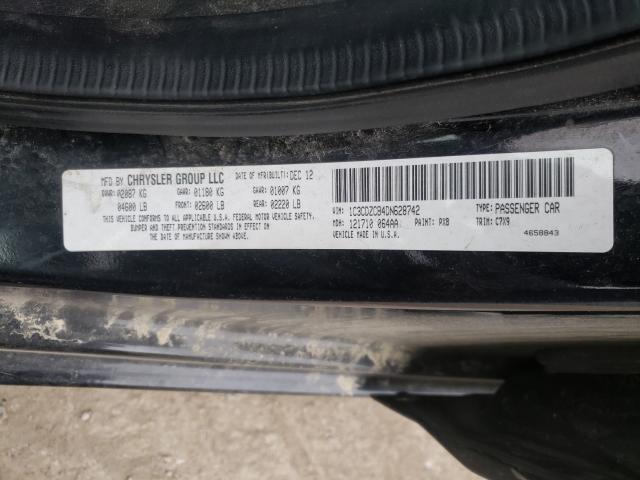 MFD BY CHRYSLER GROUP LLC DATE OF MFR(BUILT): DEC 12
GVWR: 02087 KG GAWR: 01180 KG GAWR: 01007 KG
04600 LB FRONT: 02600 LB REAR: 02220 LB
THIS VEHICLE CONFORMS TO ALL APPLICABLE U.S.A. FEDERAL MOTOR VEHICLE SAFETY,
BUMPER AND THEFT PREVENTION STANDARDS IN EFFECT ON
THE DATE OF MANUFACTURE SHOWN ABOVE.
VIN: 1C3CDZCB4DN628742 TYPE: PASSENGER CAR
MDH: 121710 064AA PAINT: PX8 TRIM: C7X9
VEHICLE MADE IN U.S.A. 4658843